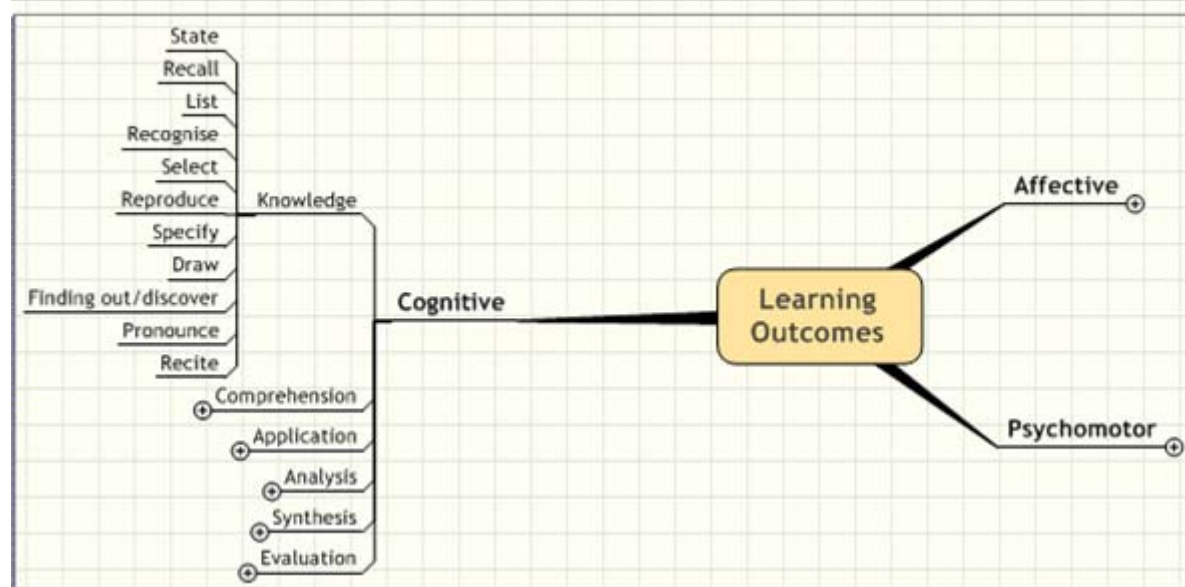 State
Recall
List
Recognise
Select
Reproduce
Specify
Draw
Finding out/discover
Pronounce
Recite
Knowledge
Comprehension
Application
Analysis
Synthesis
Evaluation
Cognitive
Learning
Outcomes
Affective
Psychomotor